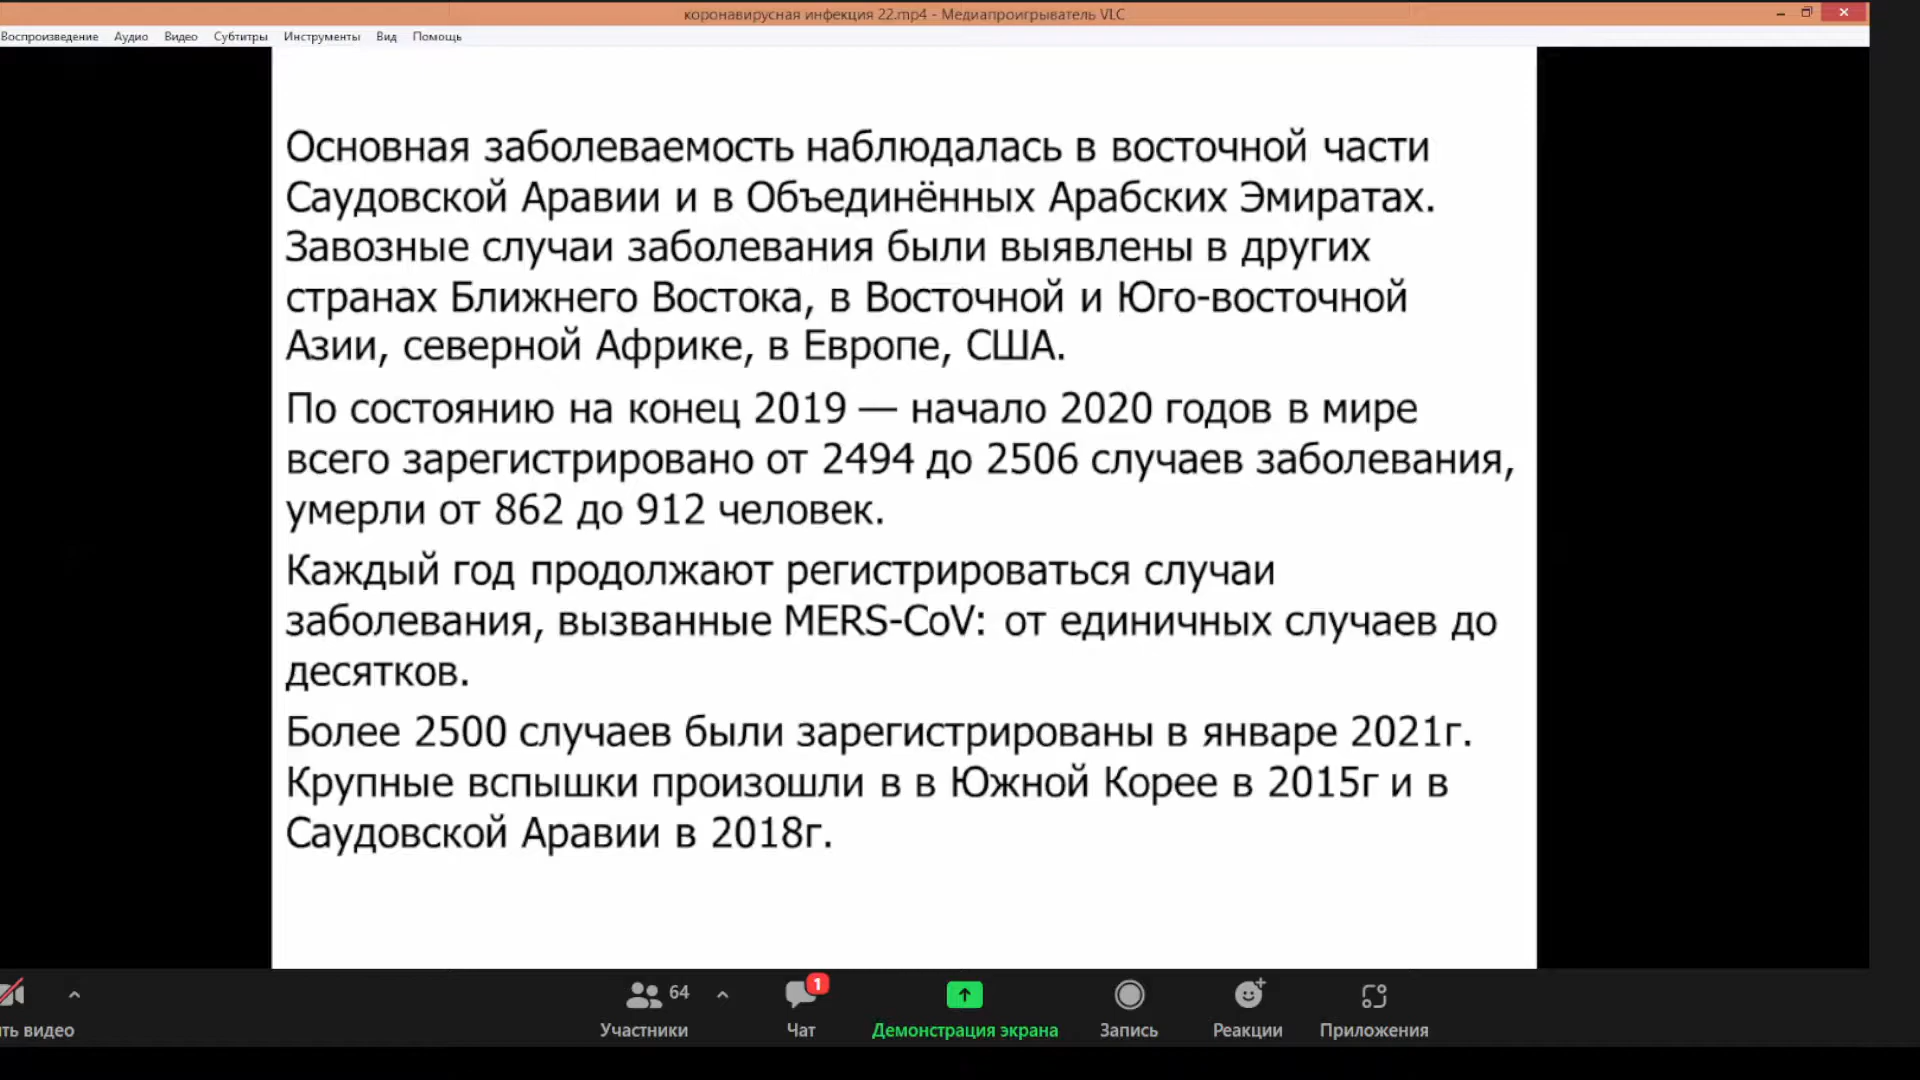 коронавирусная инфекция 22.mp4 - Медиапроигрыватель VLC
Воспроизведение Аудио Видео Субтитры Инструменты Вид Помощь
Основная заболеваемость наблюдалась в восточной части
Саудовской Аравии и в Объединённых Арабских Эмиратах.
Завозные случаи заболевания были выявлены в других
странах Ближнего Востока, в Восточной и Юго-восточной
Азии, северной Африке, в Европе, США.
По состоянию на конец 2019 — начало 2020 годов в мире
всего зарегистрировано от 2494 до 2506 случаев заболевания,
умерли от 862 до 912 человек.
Каждый год продолжают регистрироваться случаи
заболевания, вызванные MERS-CoV: от единичных случаев до
десятков.
Более 2500 случаев были зарегистрированы в январе 2021г.
Крупные вспышки произошли в в Южной Корее в 2015г и в
Саудовской Аравии в 2018г.
64 1
ть видео Участники Чат Демонстрация экрана Запись Реакции Приложения